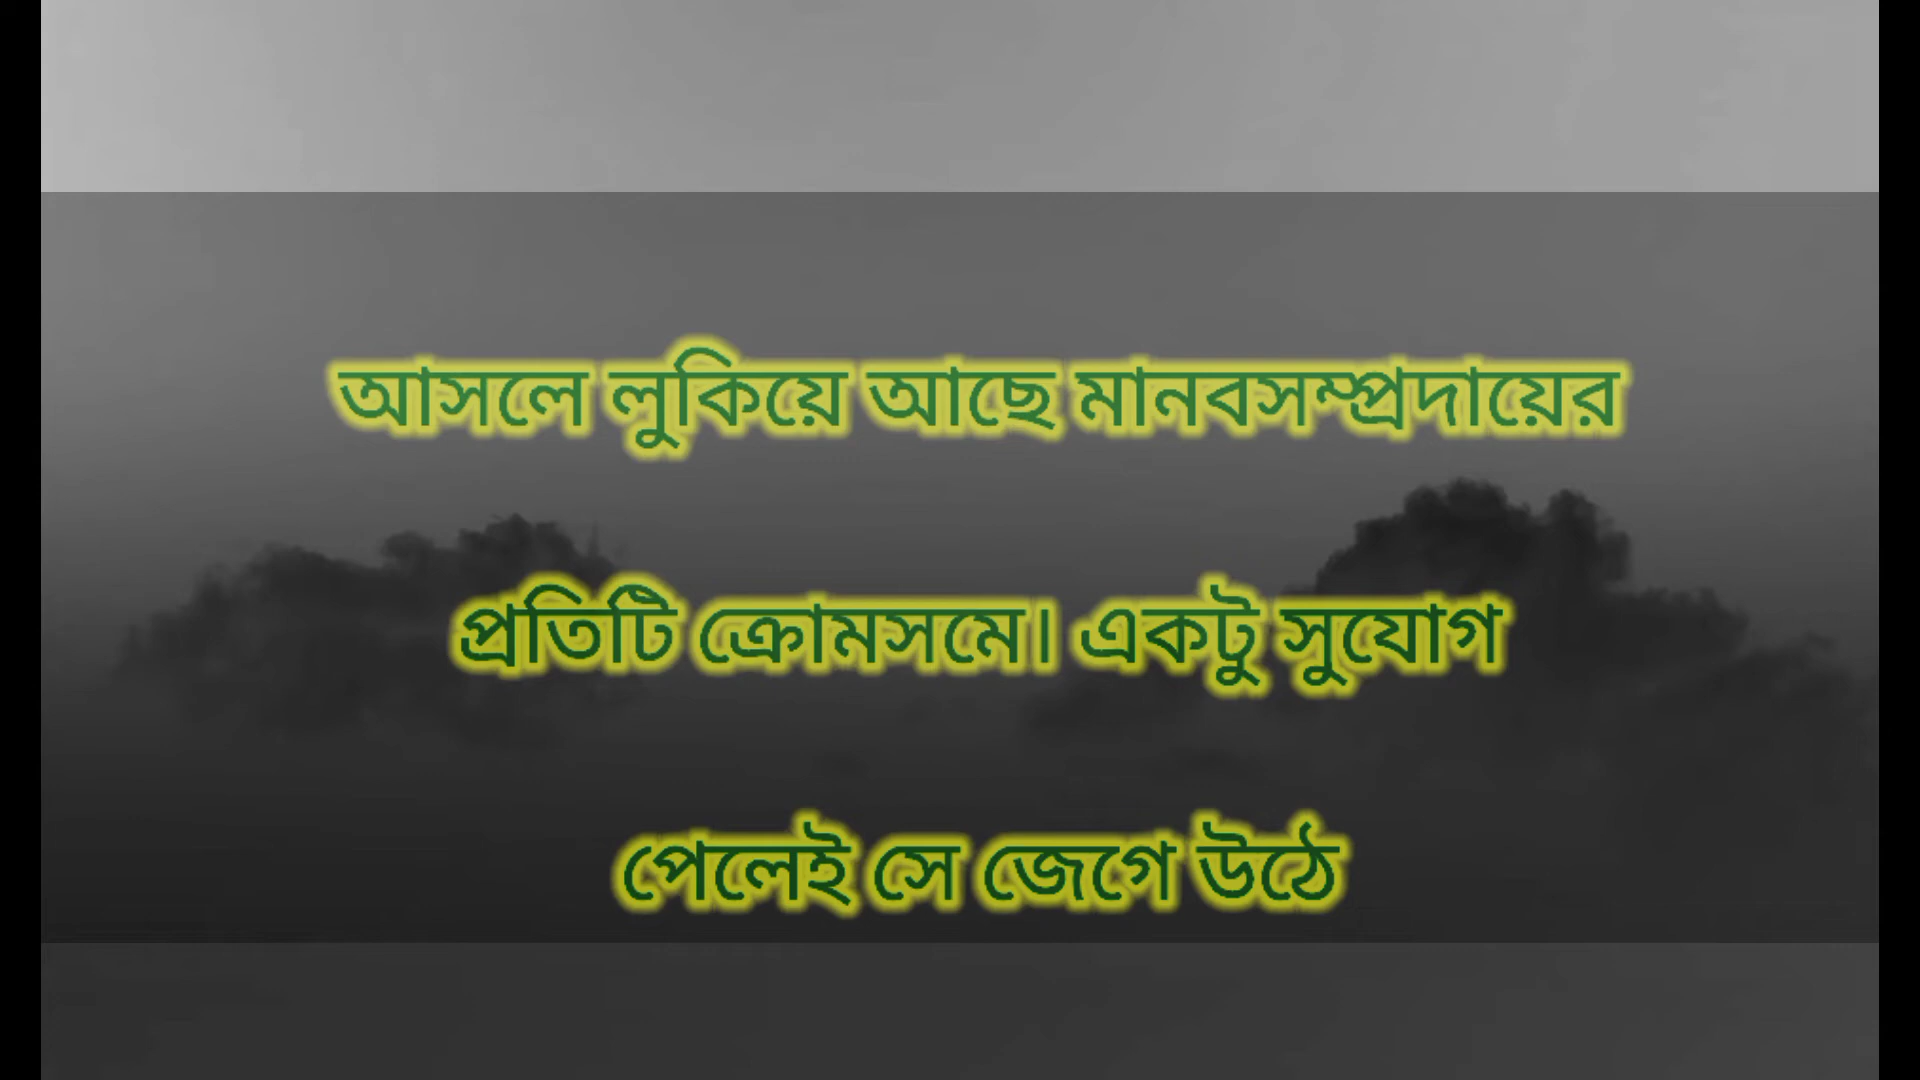 আসলে লুকিয়ে আছে মানবসম্প্রদায়ের
প্রতিটি ক্রোমসমে। একটু সুযোগ
পেলেই সে জেগে উঠে